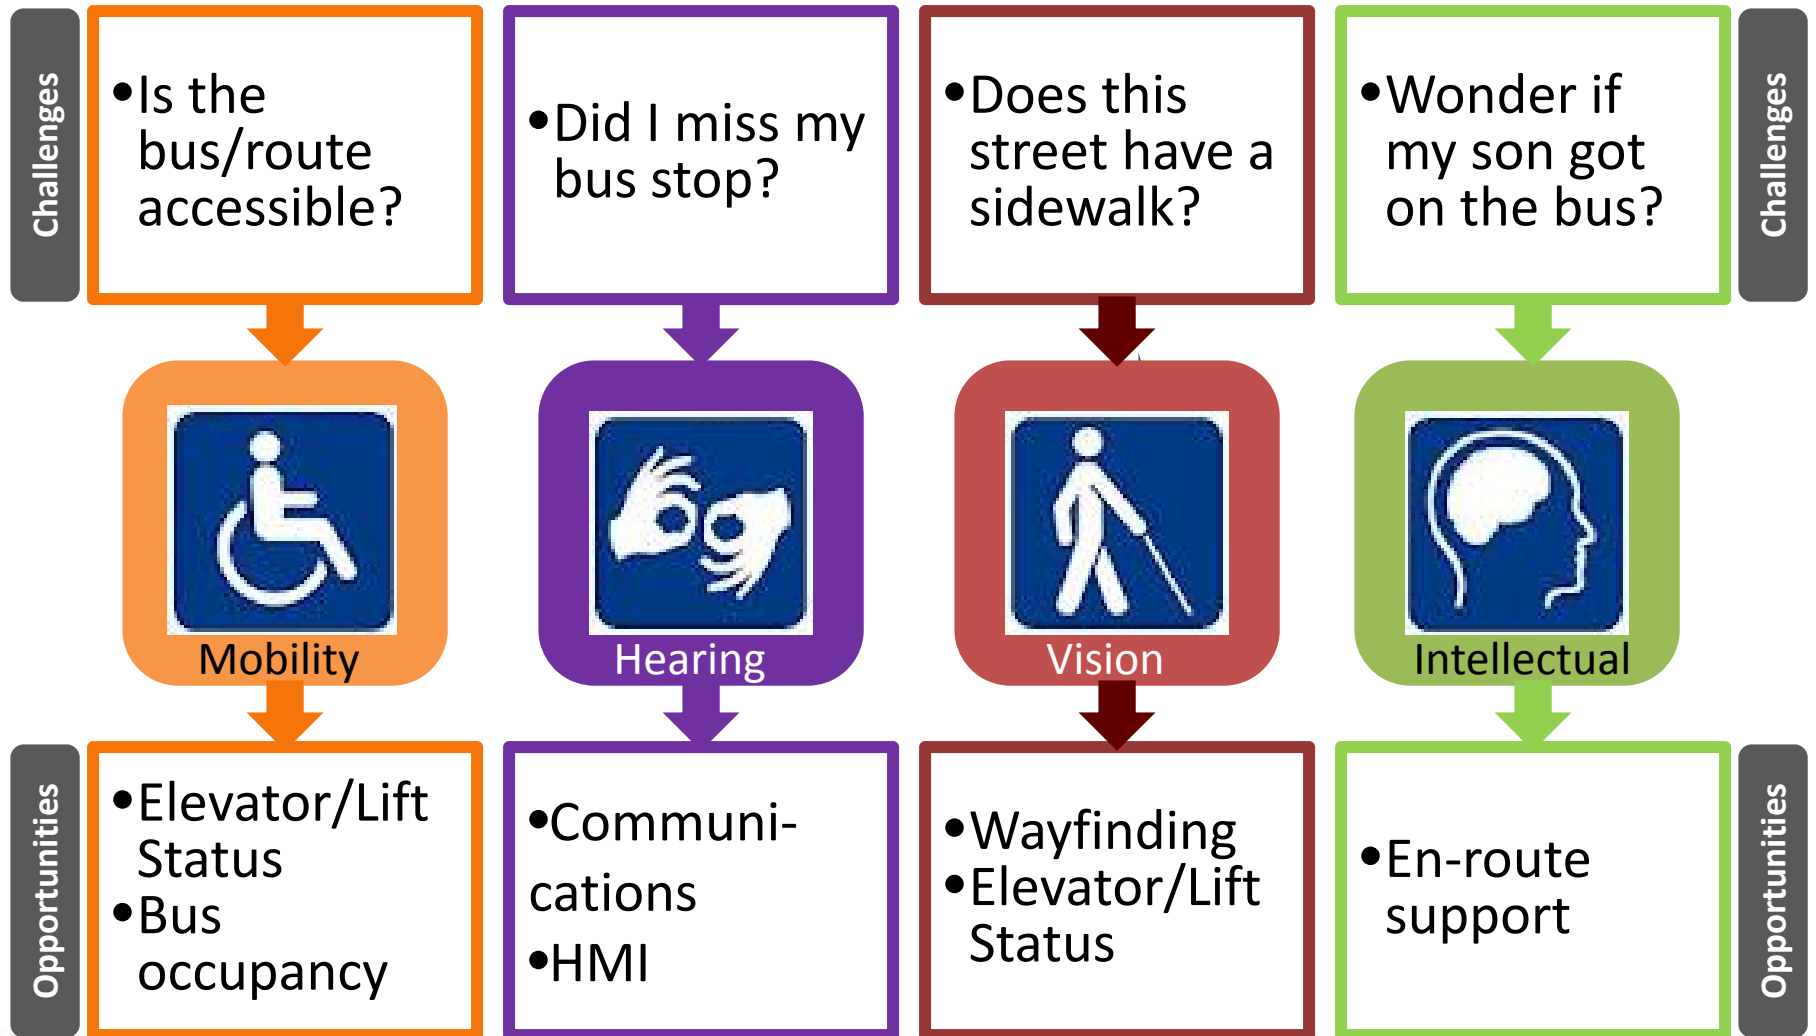 Challenges
•Is the
bus/route
accessible?
•Did I miss my
bus stop?
•Does this
street have a
sidewalk?
•Wonder if
my son got
on the bus?
Challenges
Mobility
Hearing
Vision
Intellectual
Opportunities
•Elevator/Lift
Status
•Bus
occupancy
•Communi-
cations
•HMI
•Wayfinding
•Elevator/Lift
Status
•En-route
support
Opportunities